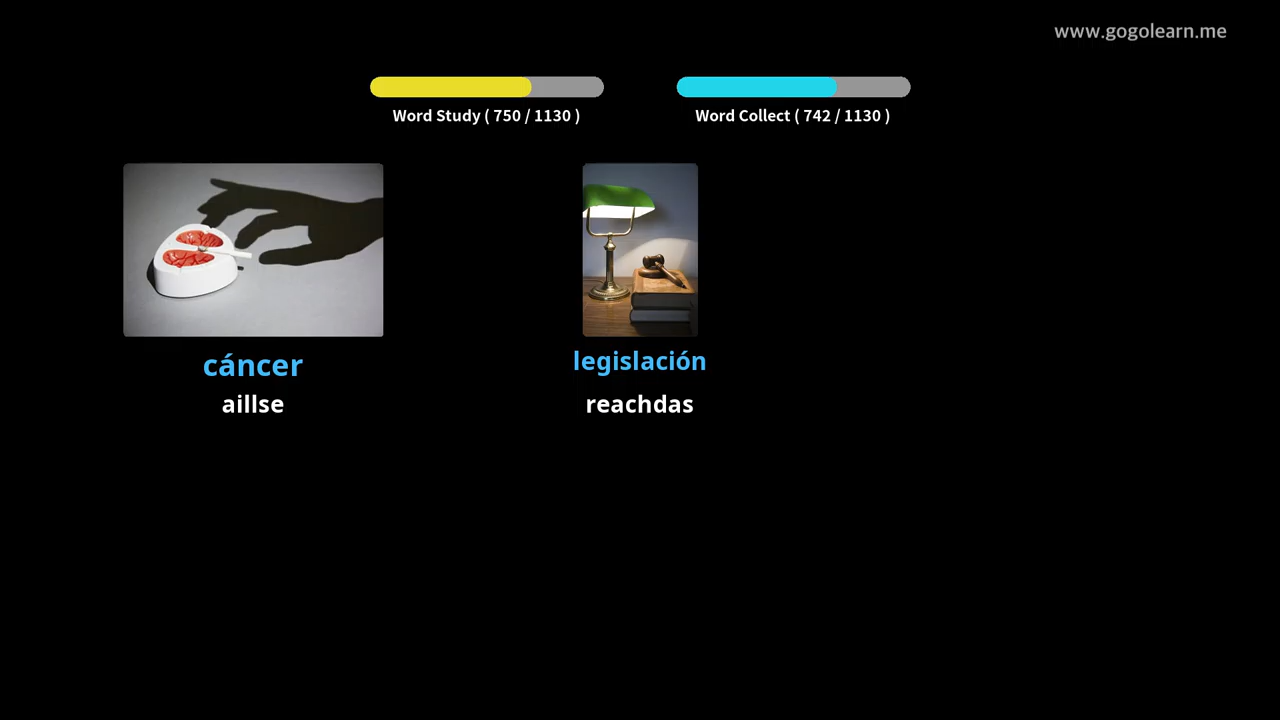 www.gogolearn.me
Word Study ( 750 / 1130 )
Word Collect ( 742 / 1130 )
cáncer
aillse
legislación
reachdas